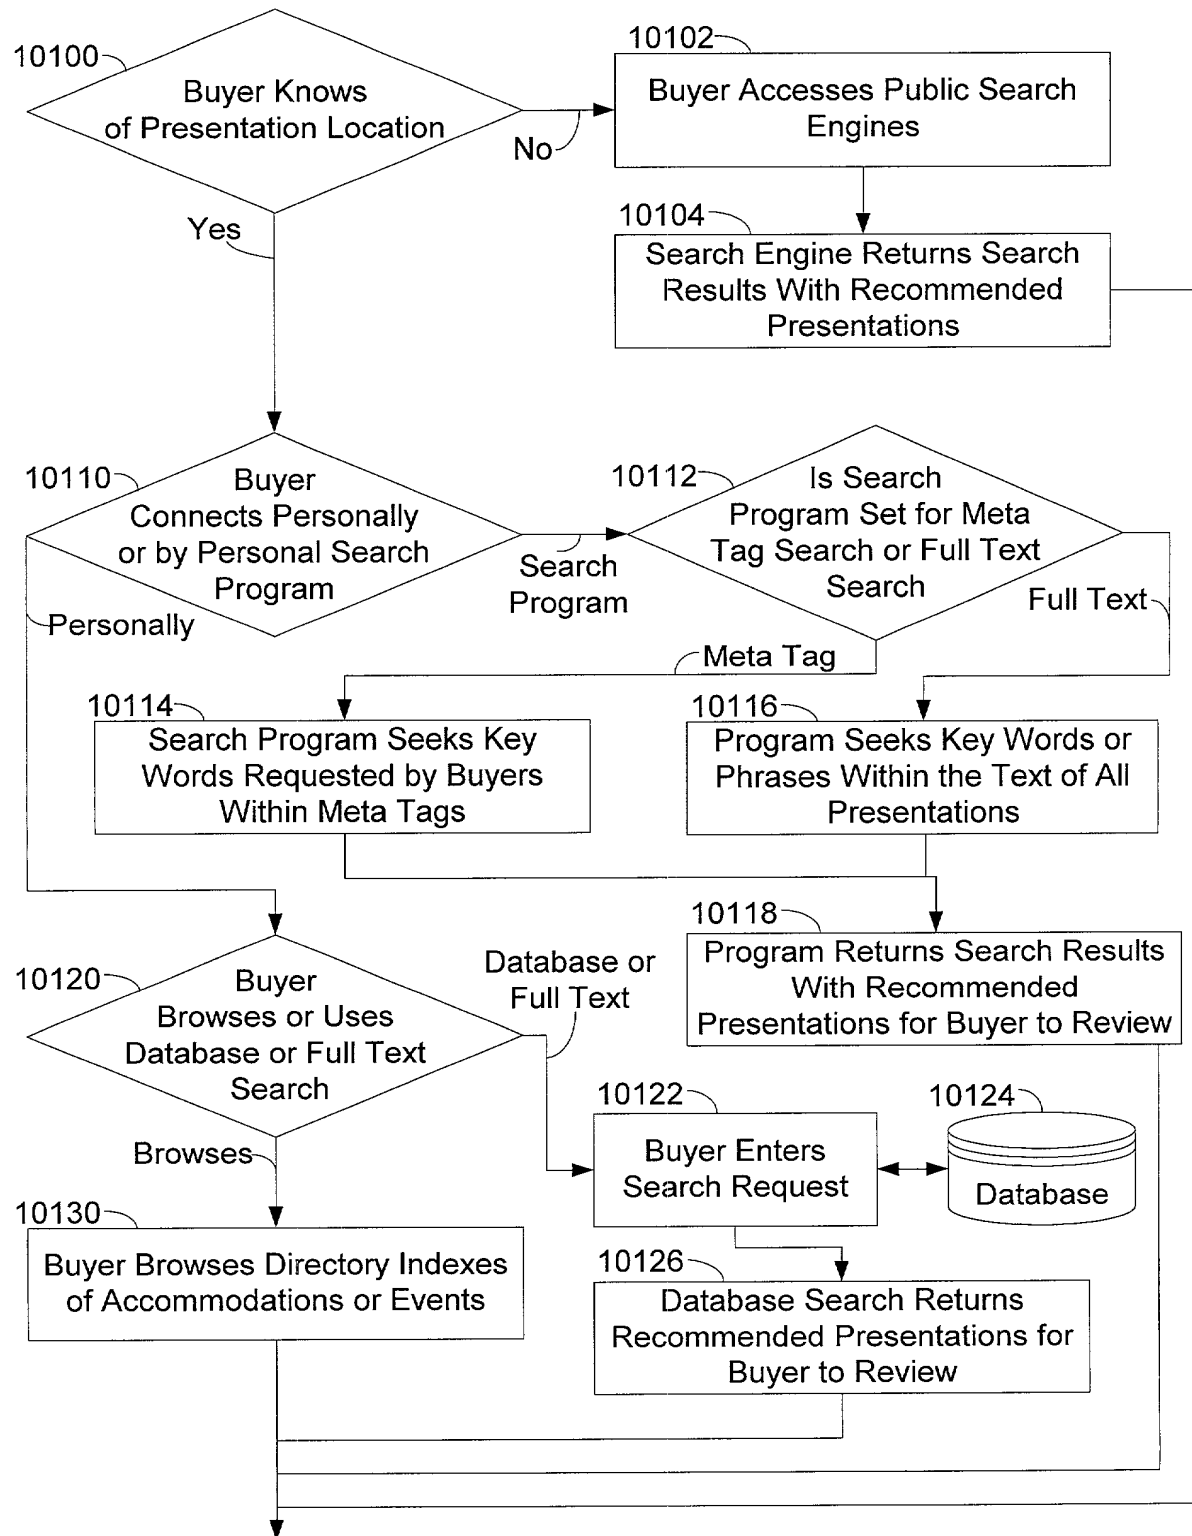 10100
Buyer Knows
of Presentation Location
No
Yes
10102
Buyer Accesses Public Search
Engines
10104
Search Engine Returns Search
Results With Recommended
Presentations
10110
Buyer
Connects Personally
or by Personal Search
Program
Search
Program
Personally
10112
Is Search
Program Set for Meta
Tag Search or Full Text
Search
Full Text
Meta Tag
10114
Search Program Seeks Key
Words Requested by Buyers
Within Meta Tags
10116
Program Seeks Key Words or
Phrases Within the Text of All
Presentations
10118
Program Returns Search Results
With Recommended
Presentations for Buyer to Review
10120
Buyer
Browses or Uses
Database or Full Text
Search
Database or
Full Text
Browses
10122
Buyer Enters
Search Request
10124
Database
10130
Buyer Browses Directory Indexes
of Accommodations or Events
10126
Database Search Returns
Recommended Presentations for
Buyer to Review